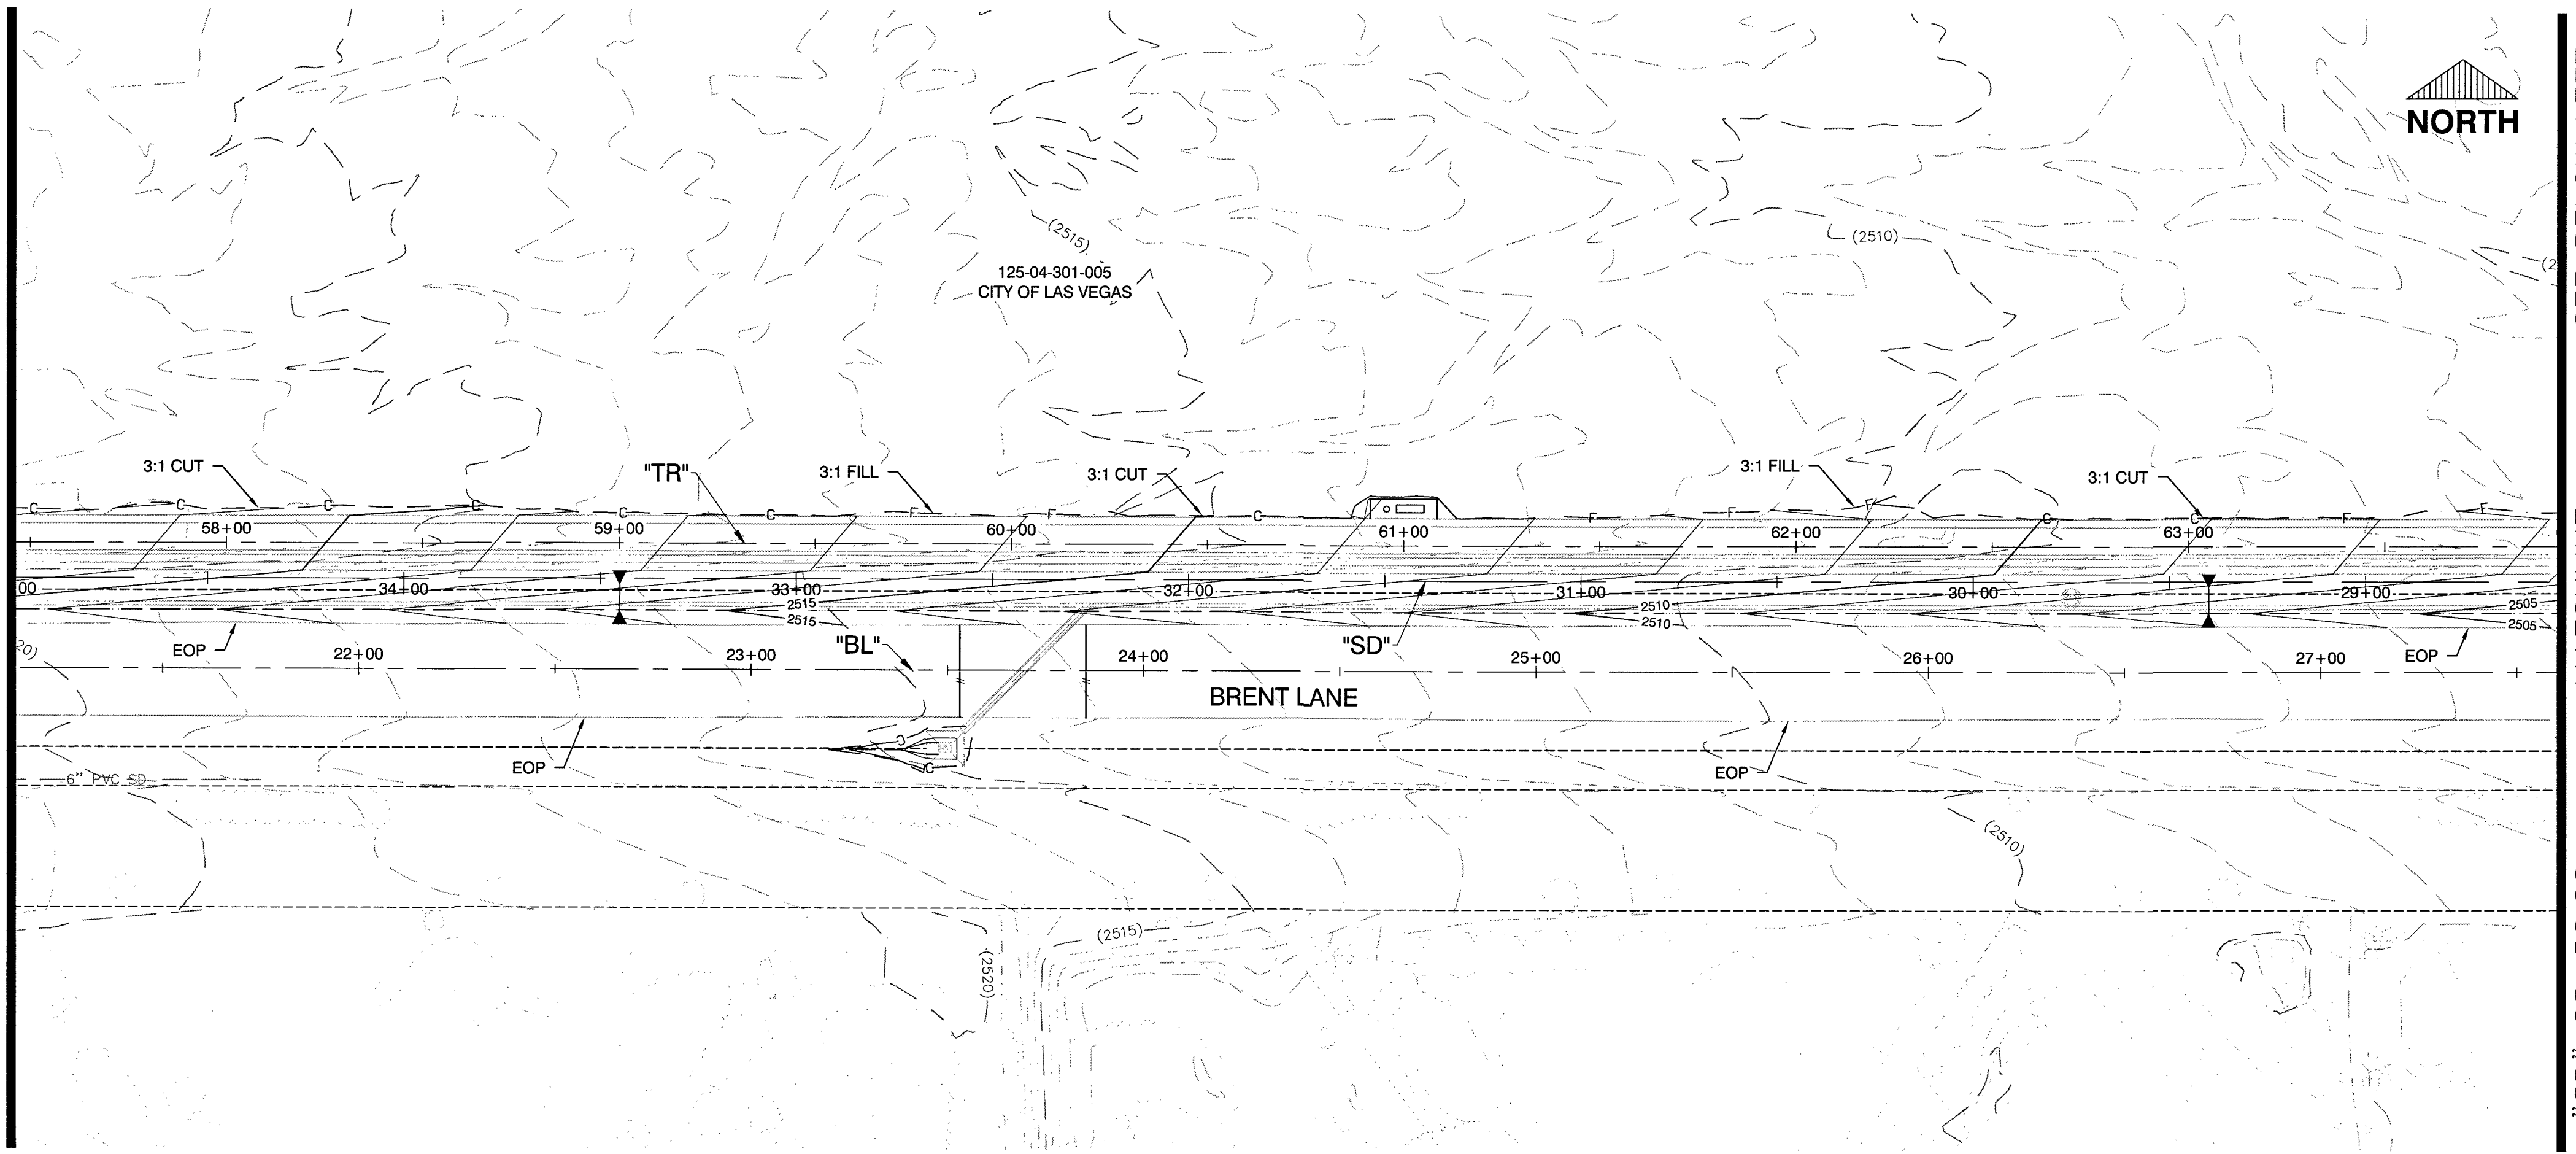 NORTH
(2515)
(2510)
125-04-301-005
CITY OF LAS VEGAS
3:1 CUT
"TR"
3:1 FILL
3:1 CUT
3:1 FILL
3:1 CUT
C C C C C C F F C F F F C C F F
58+00 59+00 60+00 61+00 62+00 63+00
00 34+00 33+00 32+00 31+00 30+00 29+00
2515 2510 2505
2515 2510 2505
EOP
"BL"
"SD"
EOP
22+00 23+00 24+00 25+00 26+00 27+00
BRENT LANE
C
C
EOP
EOP
6" PVC SD
(2510)
(2515)
(2520)